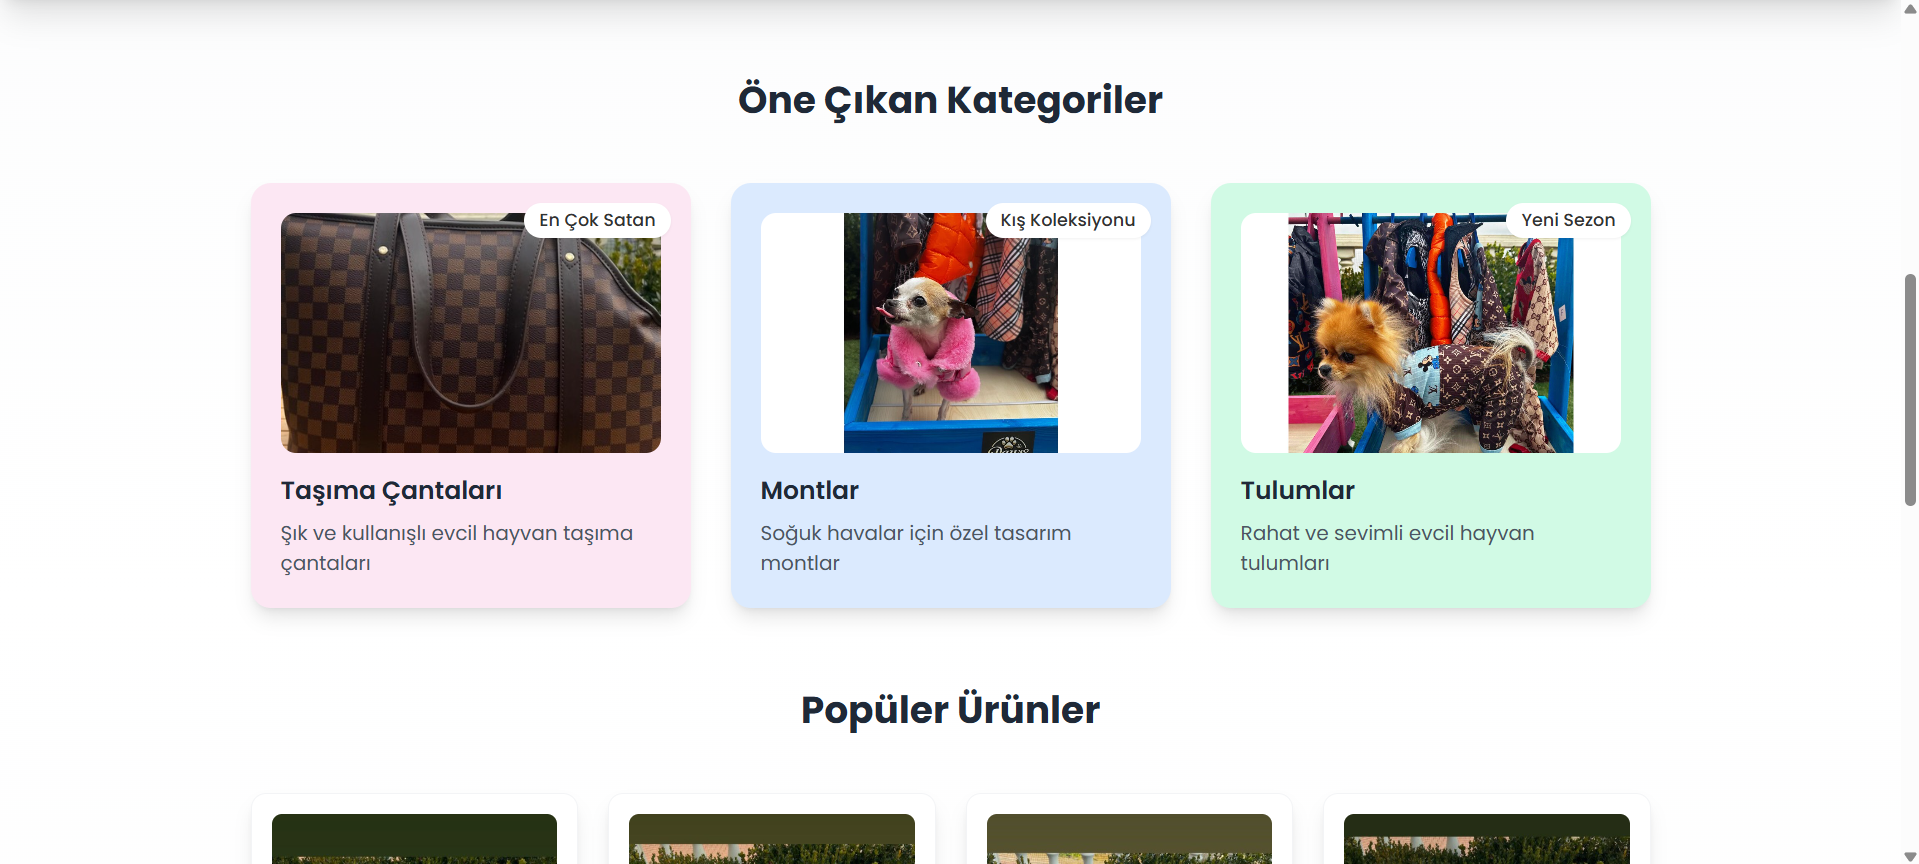 Öne Çıkan Kategoriler
En Çok Satan
Taşıma Çantaları
Şık ve kullanışlı evcil hayvan taşıma
çantaları
Kış Koleksiyonu
Montlar
Soğuk havalar için özel tasarım
montlar
Yeni Sezon
Tulumlar
Rahat ve sevimli evcil hayvan
tulumları
Popüler Ürünler